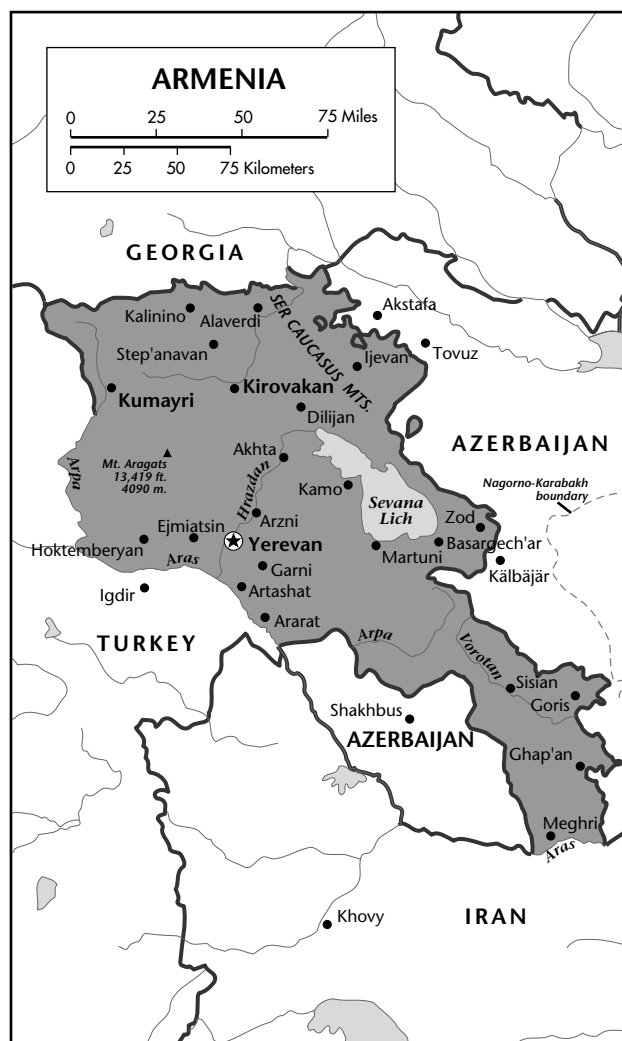 ARMENIA
0 25 50 75 Miles
0 25 50 75 Kilometers
GEORGIA
Kalinino
Alaverdi
Akstafa
SER CAUCASUS MTS.
Step'anavan
Tovuz
Ijevan
Kumayri
Kirovakan
Dilijan
AZERBAIJAN
Arpa
Mt. Aragats
13,419 ft.
4090 m.
Akhta
Hrazdan
Kamo
Nagorno-Karabakh
boundary
Sevana
Lich
Arzni
Zod
Ejmiatsin
Hoktemberyan
Yerevan
Basargech'ar
Martuni
Aras
Garni
Kälbäjär
Igdir
Artashat
Ararat
TURKEY
Arpa
Vorotan
Sisian
Goris
Shakhbus
AZERBAIJAN
Ghap'an
Meghri
Aras
Khovy
IRAN